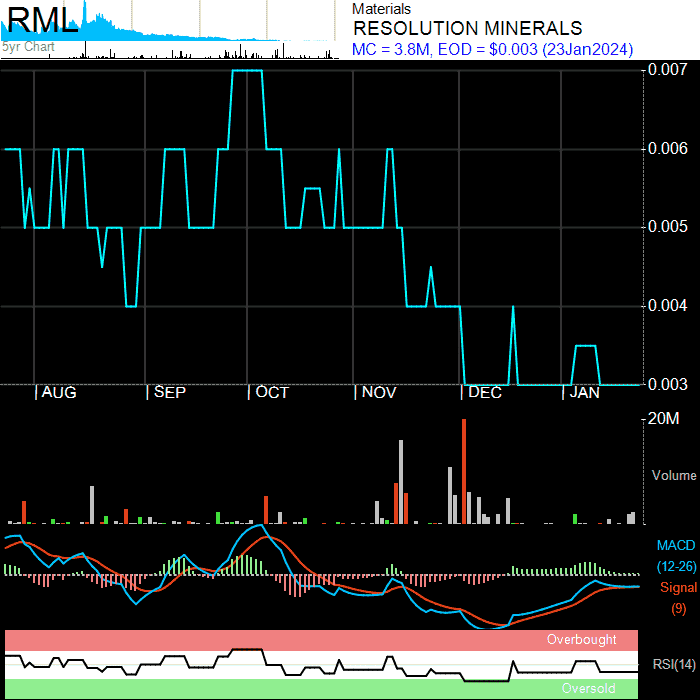 RML
5yr Chart
Materials
RESOLUTION MINERALS
MC = 3.8M, EOD = $0.003 (23Jan2024)
0.007
0.006
0.005
0.004
0.003
AUG SEP OCT NOV DEC JAN
20M
Volume
MACD
(12-26)
Signal
(9)
Overbought
RSI(14)
Oversold